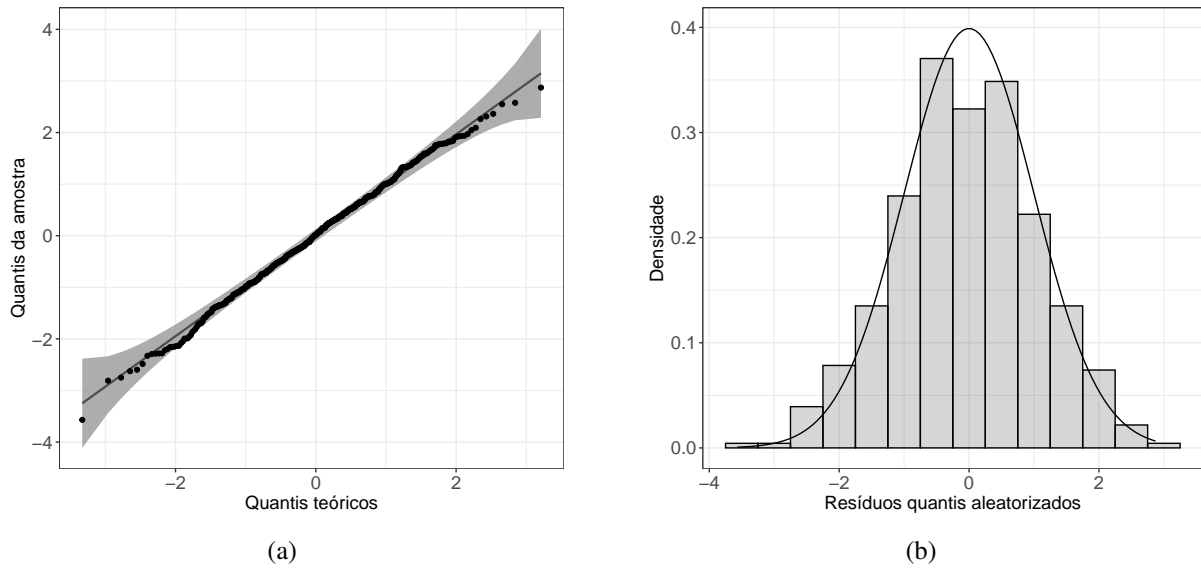 4
2
0
−2
−4
−2
0
2
Quantis da amostra
Quantis teóricos
(a)
0.4
0.3
0.2
0.1
0.0
−4
−2
0
2
Densidade
Resíduos quantis aleatorizados
(b)